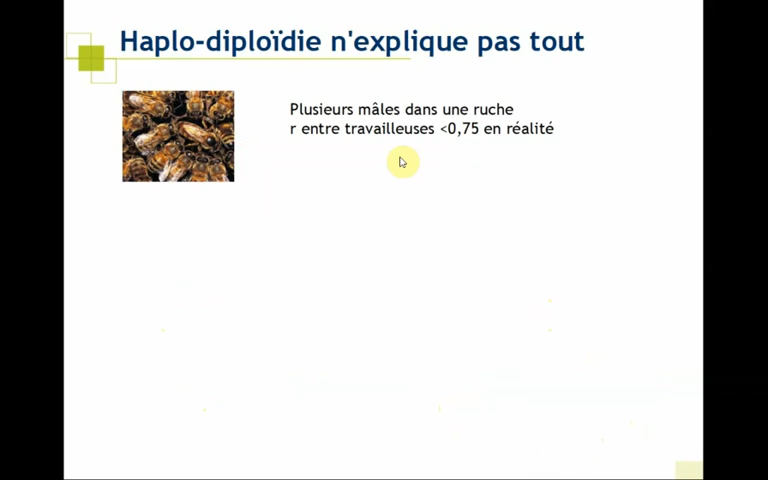 Haplo-diploïdie n'explique pas tout
Plusieurs mâles dans une ruche
r entre travailleuses <0,75 en réalité